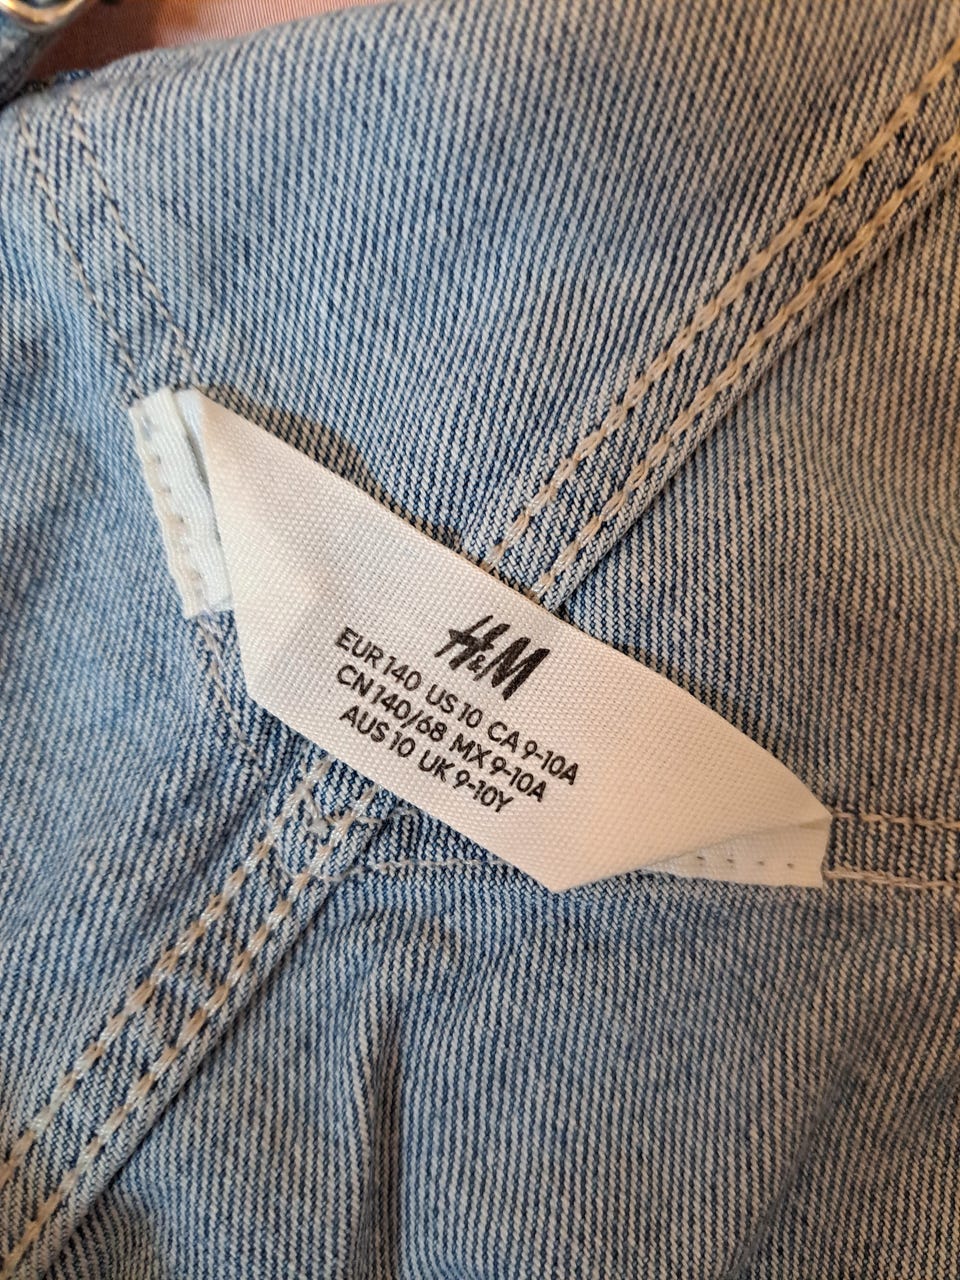 H&M
EUR 140 US 10 CA 9-10A
CN 140/68 MX 9-10A
AUS 10 UK 9-10Y